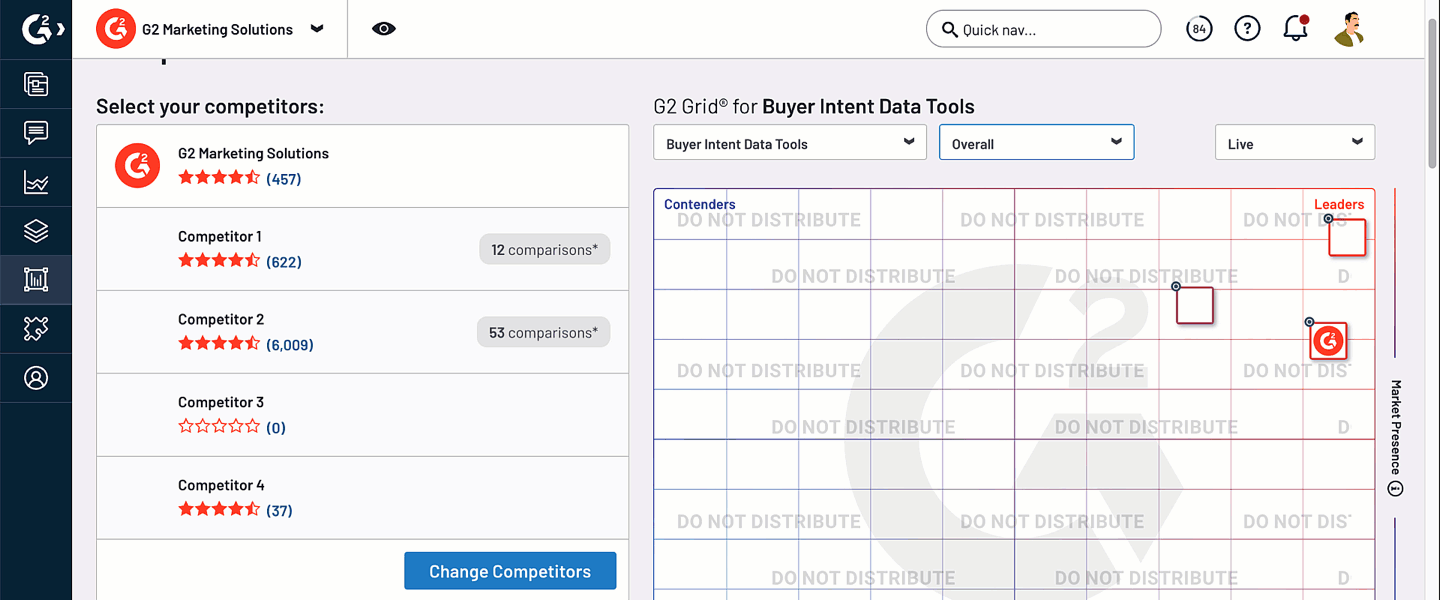 G2 Marketing Solutions
Quick nav...
84
?
Select your competitors:
G2 Marketing Solutions
(457)
Competitor 1
(622)
12 comparisons*
Competitor 2
(6,009)
53 comparisons*
Competitor 3
(0)
Competitor 4
(37)
Change Competitors
G2 Grid® for Buyer Intent Data Tools
Buyer Intent Data Tools
Overall
Live
Contenders
Leaders
DO NOT DISTRIBUTE DO NOT DISTRIBUTE DO NOT DIS
DO NOT DISTRIBUTE DO NOT DISTRIBUTE D
DO NOT DISTRIBUTE DO NOT DISTRIBUTE DO NOT DIS
DO NOT DISTRIBUTE DO NOT DISTRIBUTE D
DO NOT DISTRIBUTE DO NOT DISTRIBUTE DO NOT DIS
DO NOT DISTRIBUTE DO NOT DISTRIBUTE D
Market Presence